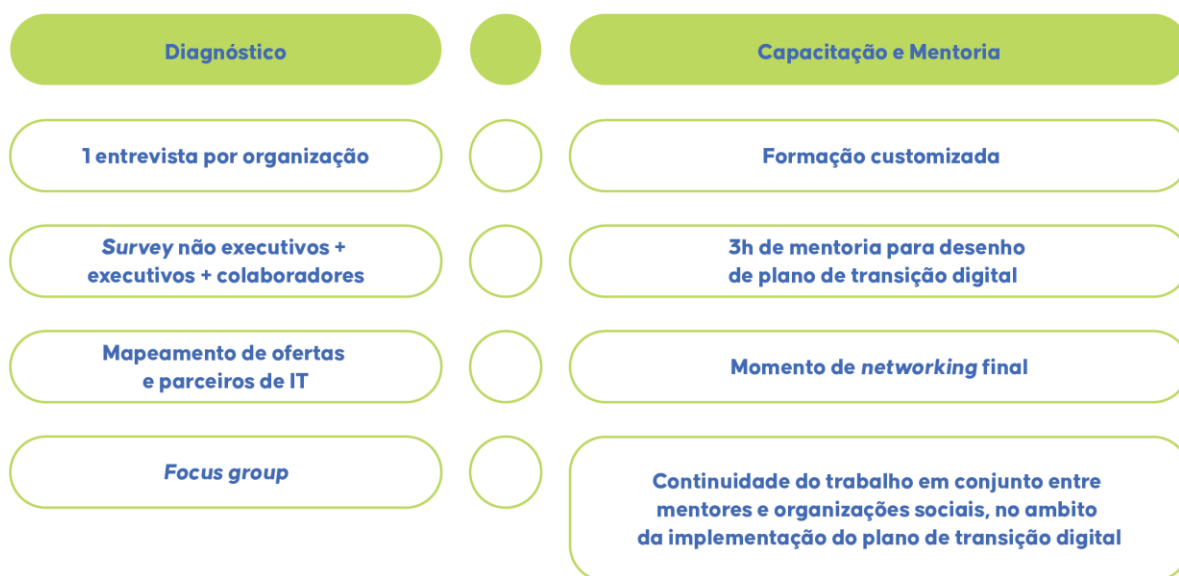 Diagnóstico
Capacitação e Mentoria
1 entrevista por organização
Formação customizada
Survey não executivos +
executivos + colaboradores
3h de mentoria para desenho
de plano de transição digital
Mapeamento de ofertas
e parceiros de IT
Momento de networking final
Focus group
Continuidade do trabalho em conjunto entre
mentores e organizações sociais, no ambito
da implementação do plano de transição digital